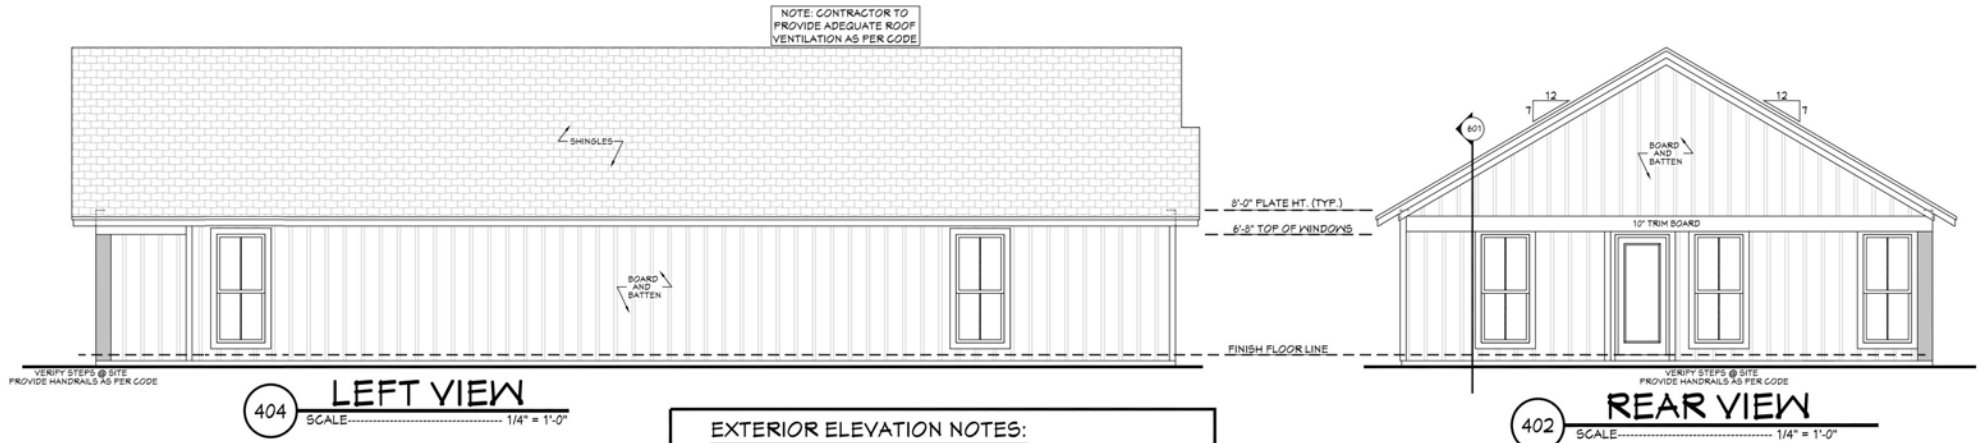 NOTE: CONTRACTOR TO
PROVIDE ADEQUATE ROOF
VENTILATION AS PER CODE
SHINGLES
BOARD
AND
BATTEN
VERIFY STEPS @ SITE
PROVIDE HANDRAILS AS PER CODE
404
LEFT VIEW
SCALE 1/4" = 1'-0"
8'-0" PLATE HT. (TYP.)
6'-8" TOP OF WINDOWS
FINISH FLOOR LINE
12
7
12
7
601
BOARD
AND
BATTEN
10" TRIM BOARD
VERIFY STEPS @ SITE
PROVIDE HANDRAILS AS PER CODE
402
REAR VIEW
SCALE 1/4" = 1'-0"
EXTERIOR ELEVATION NOTES: